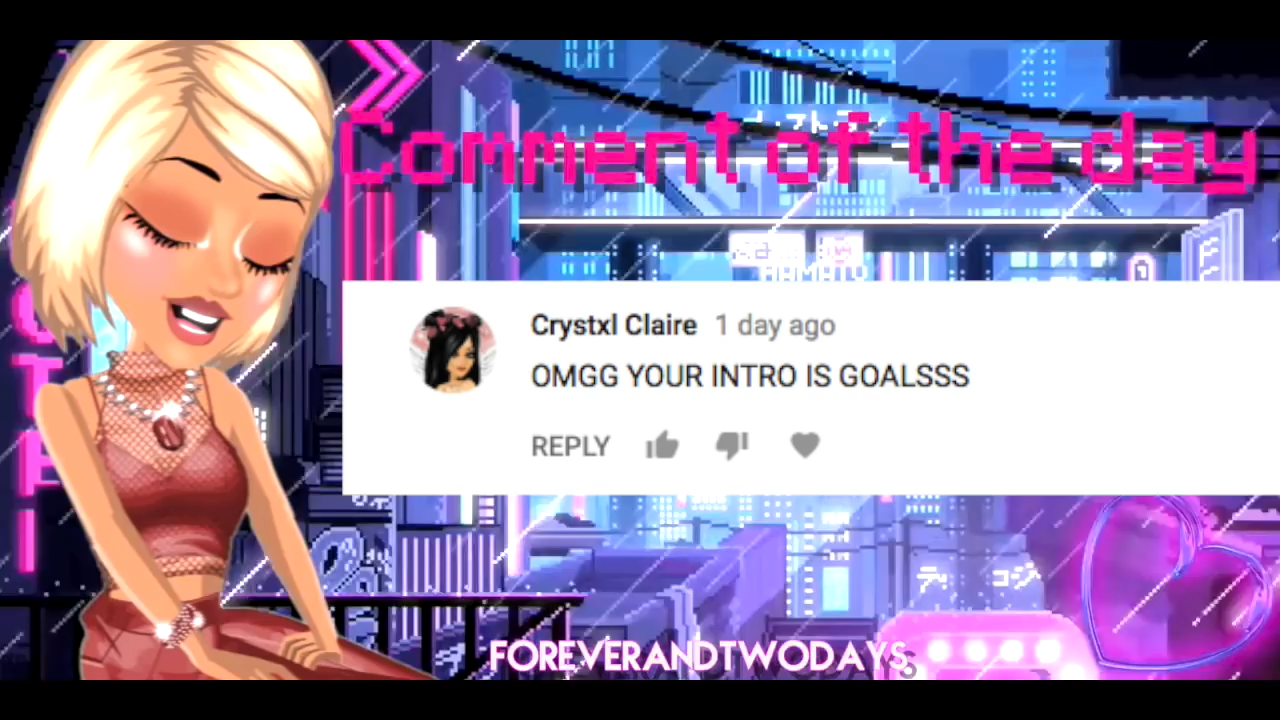 Comment of the day
Crystxl Claire 1 day ago
OMGG YOUR INTRO IS GOALSSS
REPLY
FOREVERANDTWODAYS